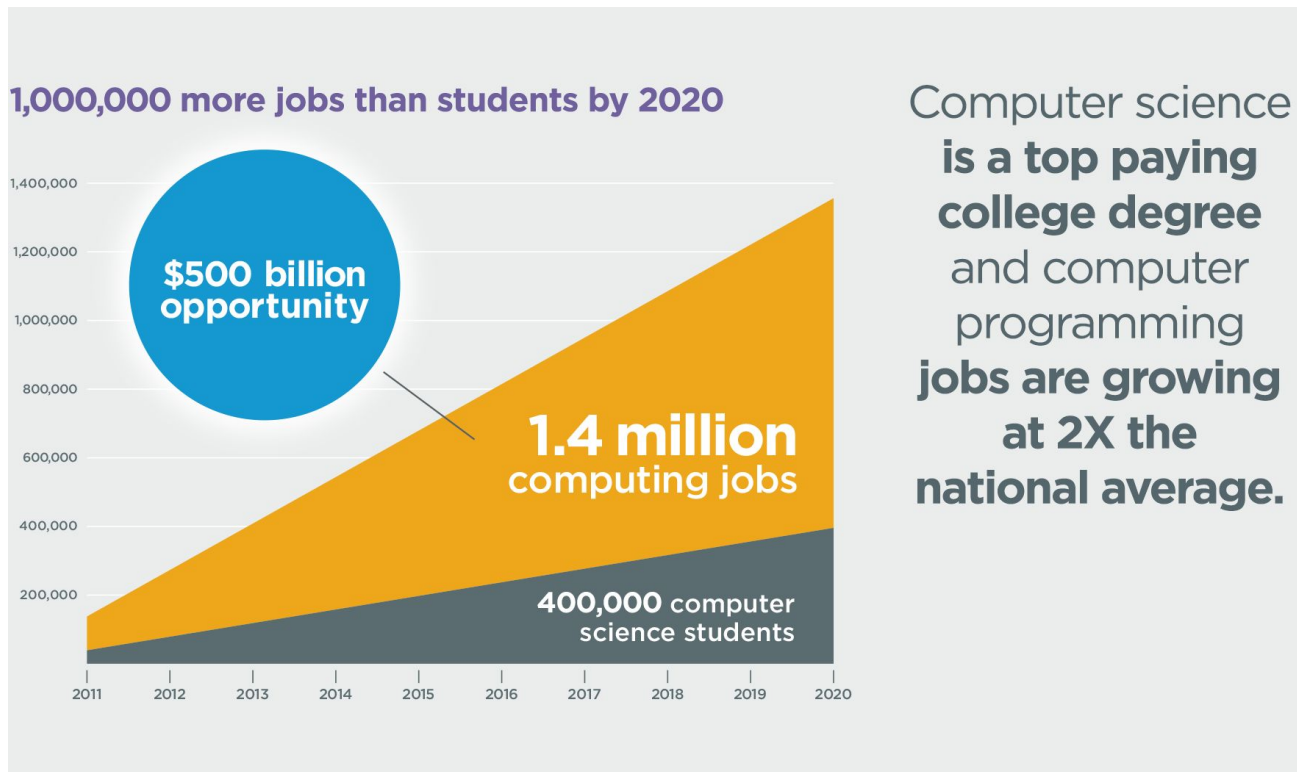 1,000,000 more jobs than students by 2020
1,400,000
1,200,000
1,000,000
800,000
600,000
400,000
200,000
$500 billion
opportunity
1.4 million
computing jobs
400,000 computer
science students
2011 2012 2013 2014 2015 2016 2017 2018 2019 2020
Computer science
is a top paying
college degree
and computer
programming
jobs are growing
at 2X the
national average.